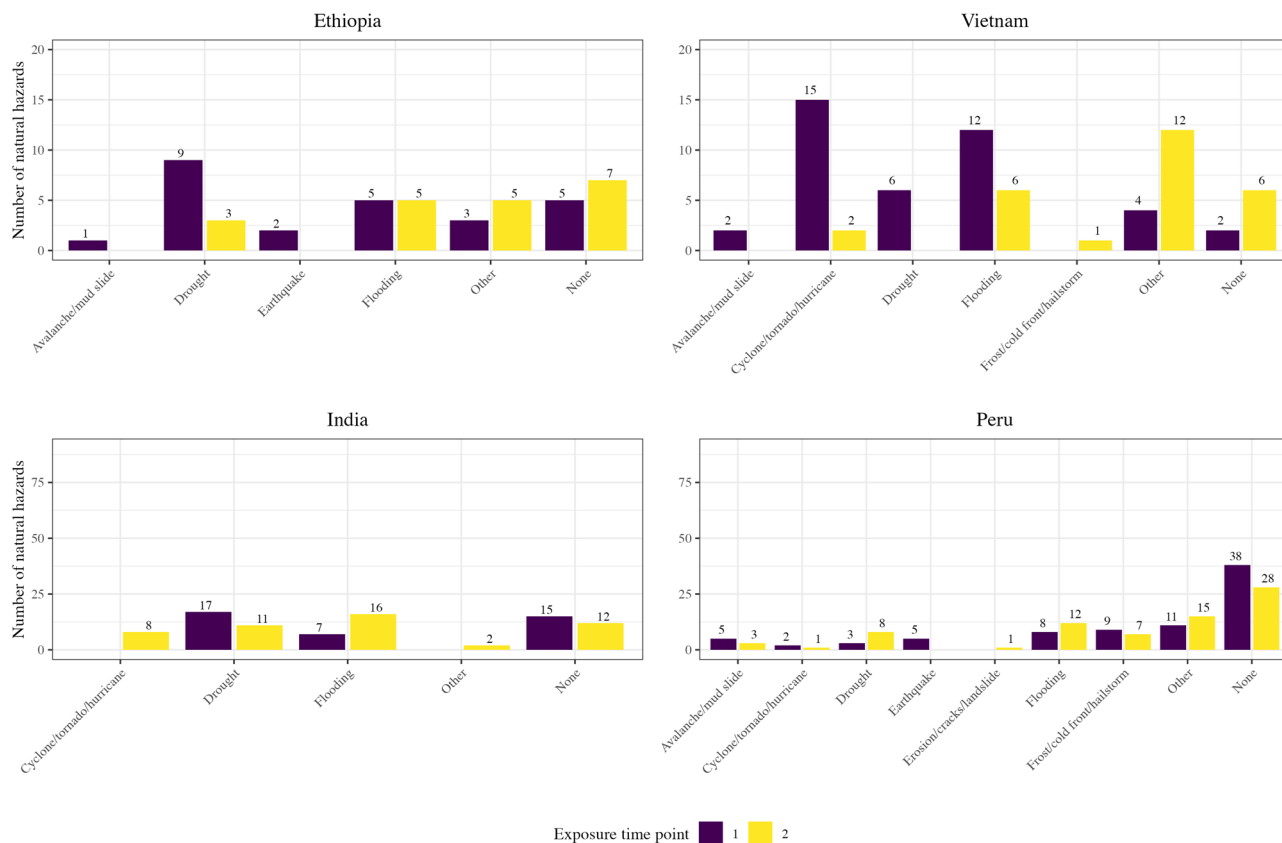 Ethiopia
Vietnam
Number of natural hazards
20
15
10
5
0
1
9
3
2
5
5
3
5
5
7
Avalanche/mud slide
Drought
Earthquake
Flooding
Other
None
20
15
10
5
0
2
15
2
6
12
6
1
4
12
2
6
Avalanche/mud slide
Cyclone/tornado/hurricane
Drought
Flooding
Frost/cold front/hailstorm
Other
None
India
Peru
Number of natural hazards
75
50
25
0
8
17
11
7
16
2
15
12
Cyclone/tornado/hurricane
Drought
Flooding
Other
None
75
50
25
0
5
3
2
1
3
8
5
1
8
12
9
7
11
15
38
28
Avalanche/mud slide
Cyclone/tornado/hurricane
Drought
Earthquake
Erosion/cracks/landslide
Flooding
Frost/cold front/hailstorm
Other
None
Exposure time point 1 2